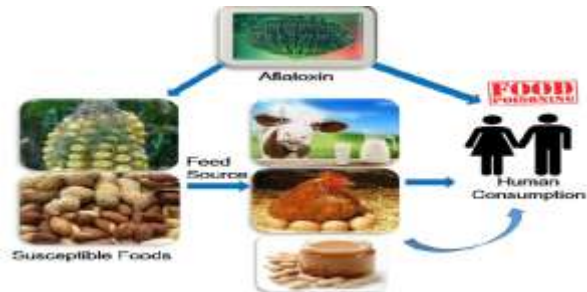 Aflatoxin
FOOD
POISONING
Feed
Source
Human
Consumption
Susceptible Foods